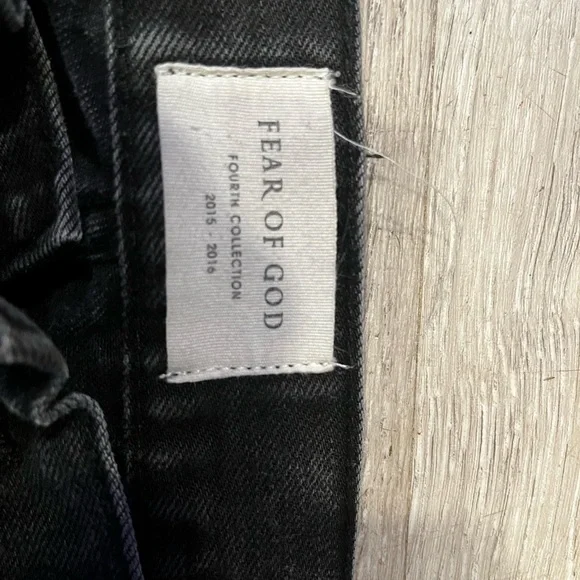 FEAR OF GOD
FOURTH COLLECTION
2015 · 2016